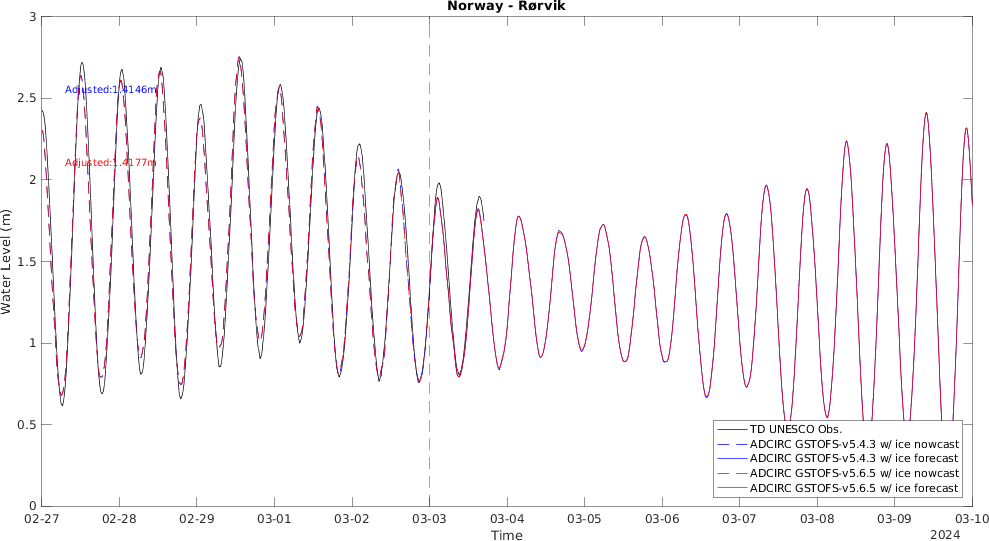 Norway - Rørvik
3
2.5
2
1.5
1
0.5
0
Water Level (m)
Adjusted:1.4146m
Adjusted:1.4177m
TD UNESCO Obs.
ADCIRC GSTOFS-v5.4.3 w/ ice nowcast
ADCIRC GSTOFS-v5.4.3 w/ ice forecast
ADCIRC GSTOFS-v5.6.5 w/ ice nowcast
ADCIRC GSTOFS-v5.6.5 w/ ice forecast
02-27 02-28 02-29 03-01 03-02 03-03 03-04 03-05 03-06 03-07 03-08 03-09 03-10
Time
2024